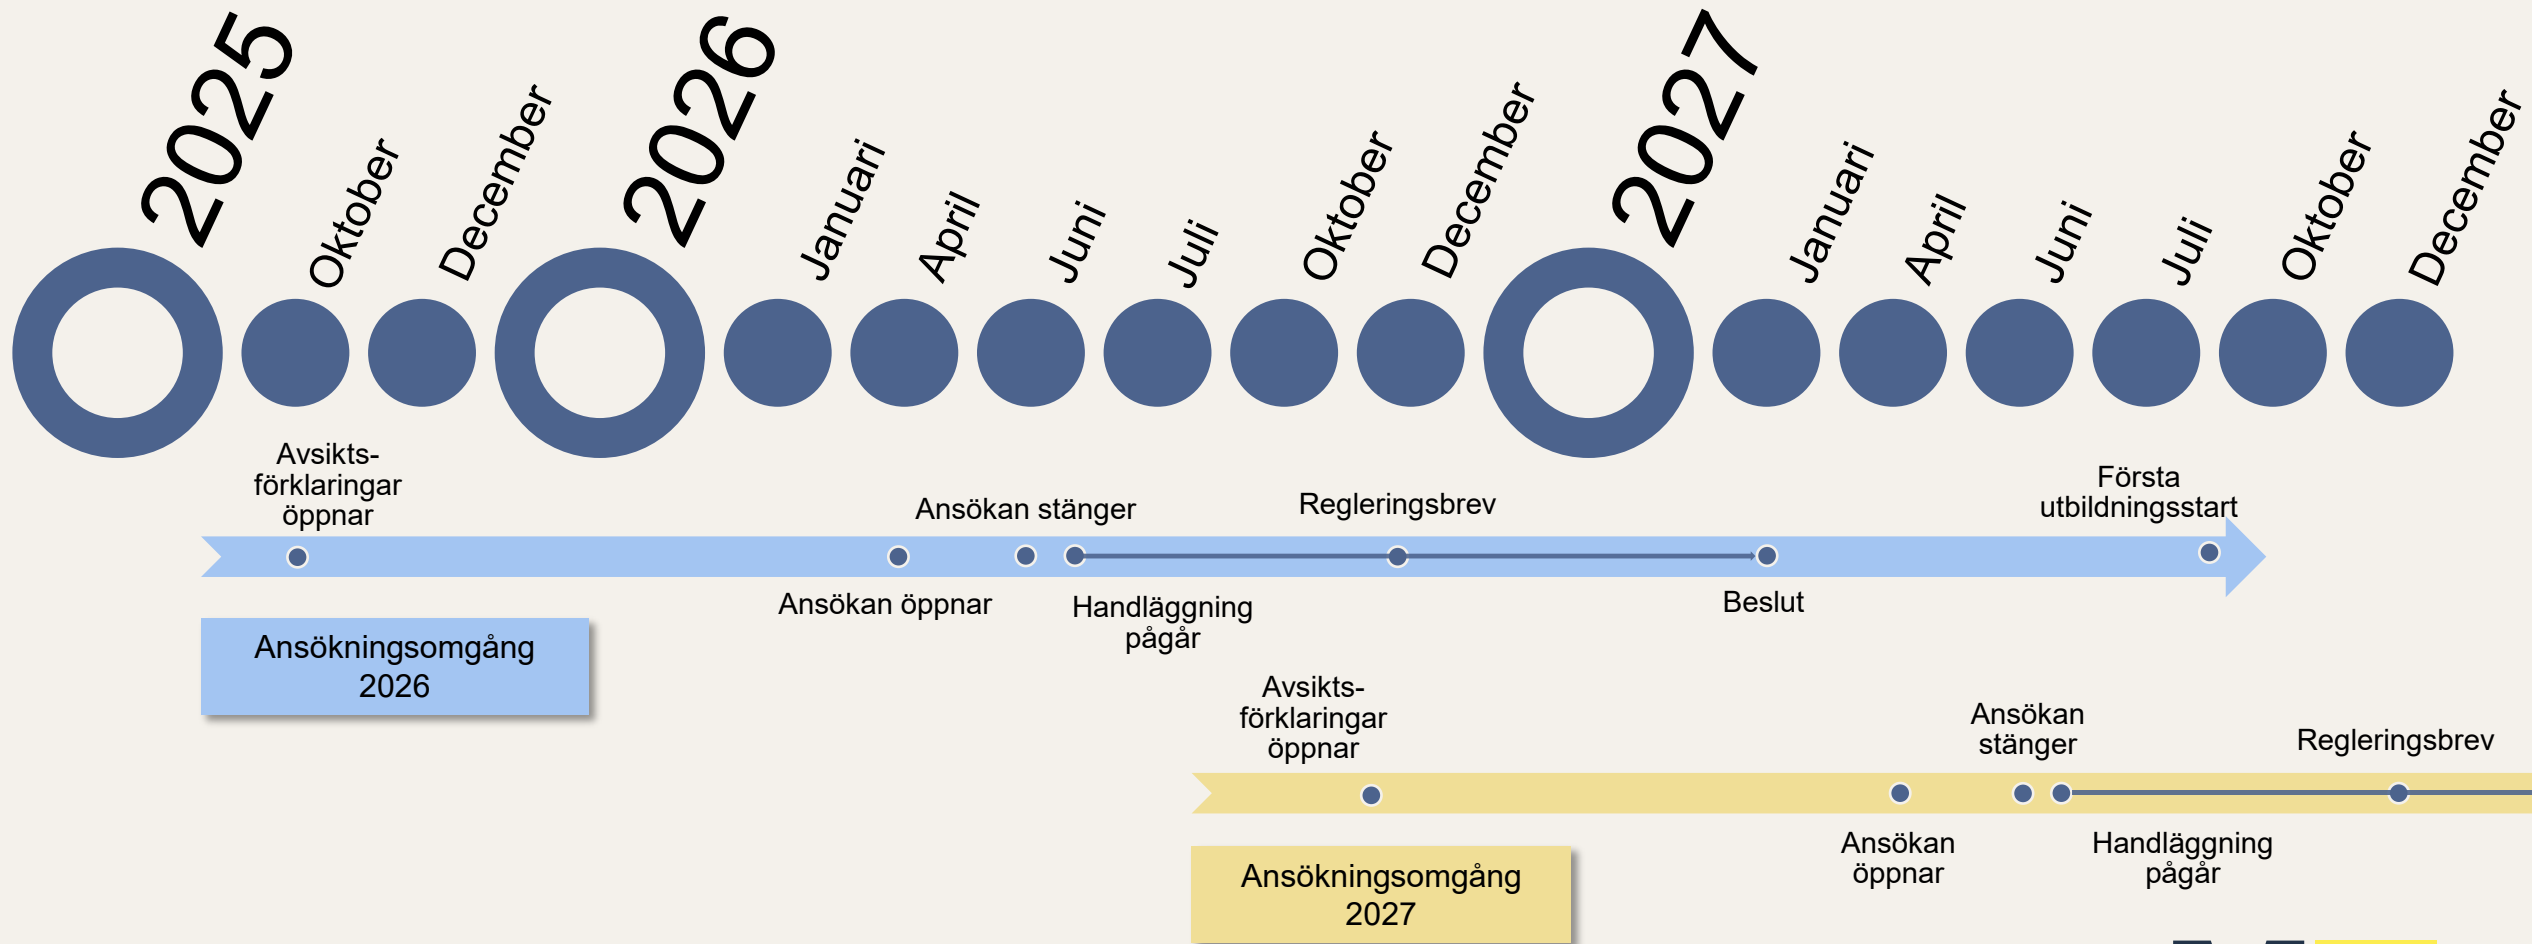 2025
Oktober
December
2026
Januari
April
Juni
Juli
Oktober
December
2027
Januari
April
Juni
Juli
Oktober
December
Avsikts-
förklaringar
öppnar
Ansökan stänger
Regleringsbrev
Första
utbildningsstart
Ansökan öppnar
Handläggning
pågår
Beslut
Ansökningsomgång
2026
Avsikts-
förklaringar
öppnar
Ansökan
stänger
Regleringsbrev
Ansökan
öppnar
Handläggning
pågår
Ansökningsomgång
2027